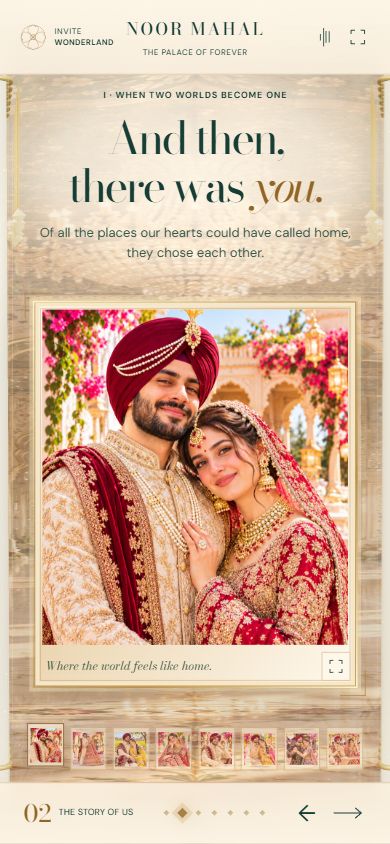 INVITE
WONDERLAND
NOOR MAHAL
THE PALACE OF FOREVER
I · WHEN TWO WORLDS BECOME ONE
And then,
there was you.
Of all the places our hearts could have called home,
they chose each other.
Where the world feels like home.
02 THE STORY OF US